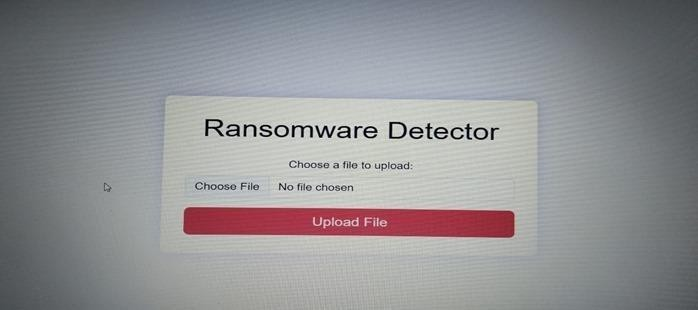 Ransomware Detector
Choose a file to upload:
Choose File No file chosen
Upload File